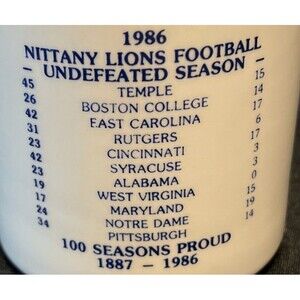 1986
NITTANY LIONS FOOTBALL
- UNDEFEATED SEASON -
45 TEMPLE 15
26 BOSTON COLLEGE 14
42 EAST CAROLINA 17
31 RUTGERS 6
23 CINCINNATI 17
42 SYRACUSE 3
23 ALABAMA 3
19 WEST VIRGINIA 0
17 MARYLAND 15
24 NOTRE DAME 19
34 PITTSBURGH 14
100 SEASONS PROUD
1887 — 1986